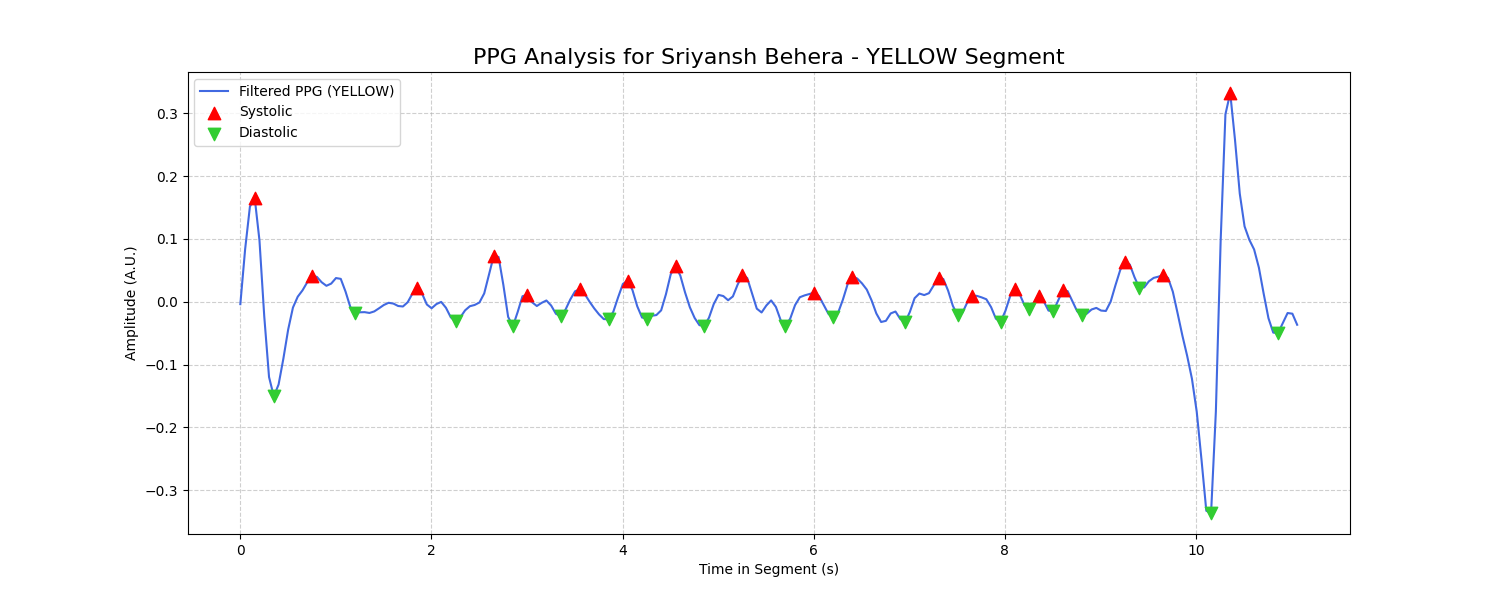 PPG Analysis for Sriyansh Behera - YELLOW Segment
Filtered PPG (YELLOW)
Systolic
Diastolic
Amplitude (A.U.)
0.3
0.2
0.1
0.0
−0.1
−0.2
−0.3
0 2 4 6 8 10
Time in Segment (s)